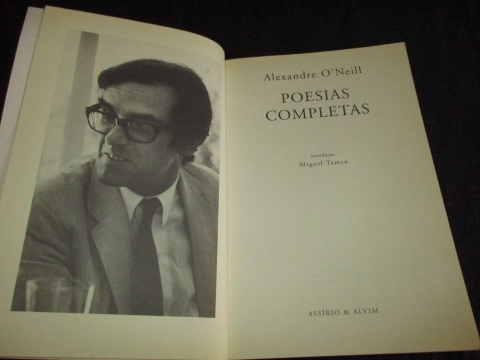 Alexandre O'Neill
POESIAS
COMPLETAS
introdução
Miguel Tamen
ASSÍRIO & ALVIM